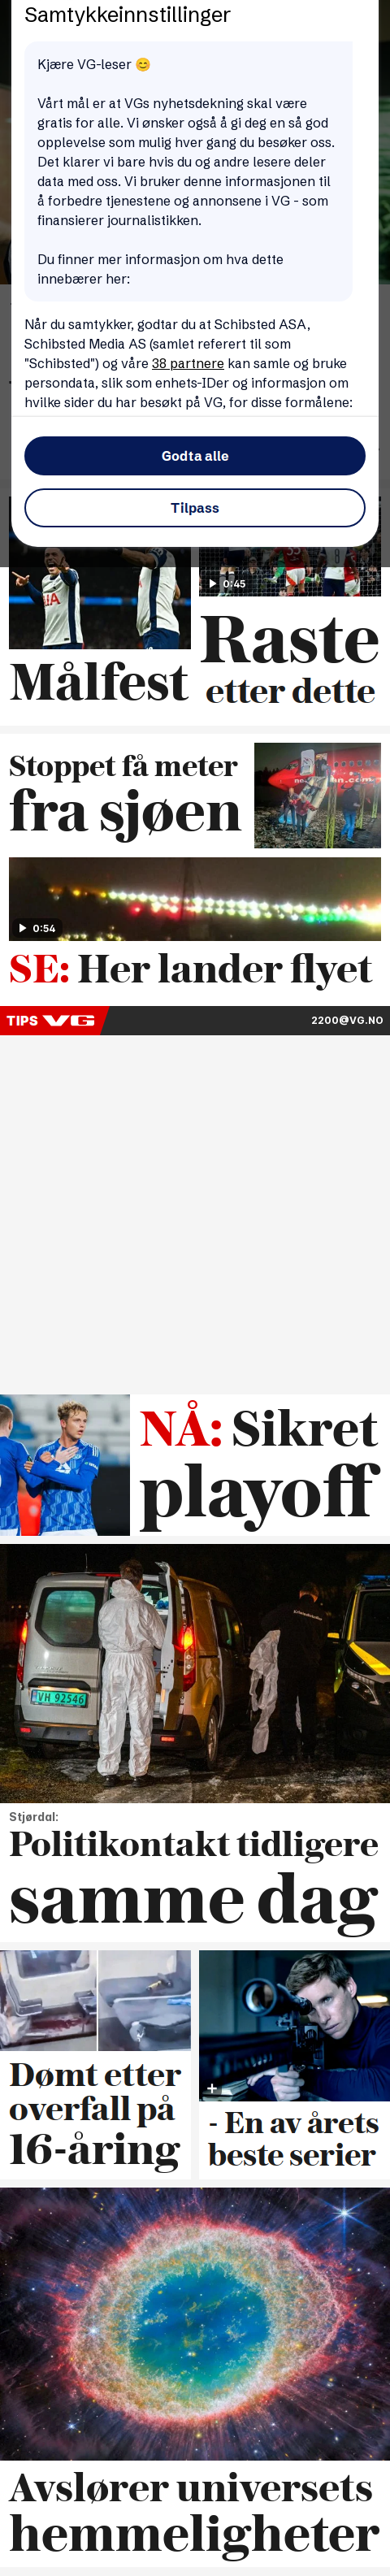 Samtykkeinnstillinger
Kjære VG-leser 😊
Vårt mål er at VGs nyhetsdekning skal være
gratis for alle. Vi ønsker også å gi deg en så god
opplevelse som mulig hver gang du besøker oss.
Det klarer vi bare hvis du og andre lesere deler
data med oss. Vi bruker denne informasjonen til
å forbedre tjenestene og annonsene i VG - som
finansierer journalistikken.
Du finner mer informasjon om hva dette
innebærer her:
Når du samtykker, godtar du at Schibsted ASA,
Schibsted Media AS (samlet referert til som
"Schibsted") og våre 38 partnere kan samle og bruke
persondata, slik som enhets-IDer og informasjon om
hvilke sider du har besøkt på VG, for disse formålene:
Godta alle
Tilpass
AIA
Målfest
0:45
Raste
etter dette
Stoppet få meter
fra sjøen
0:54
SE: Her lander flyet
TIPS VG
2200@VG.NO
NÅ: Sikret
playoff
VH 92546
Stjørdal:
Politikontakt tidligere
samme dag
Dømt etter
overfall på
16-åring
- En av årets
beste serier
Avslører universets
hemmeligheter